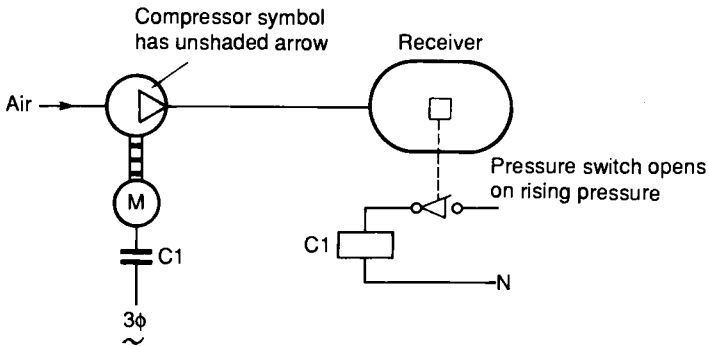 Compressor symbol
has unshaded arrow
Receiver
Air
Pressure switch opens
on rising pressure
M
C1
C1
N
3ϕ
~